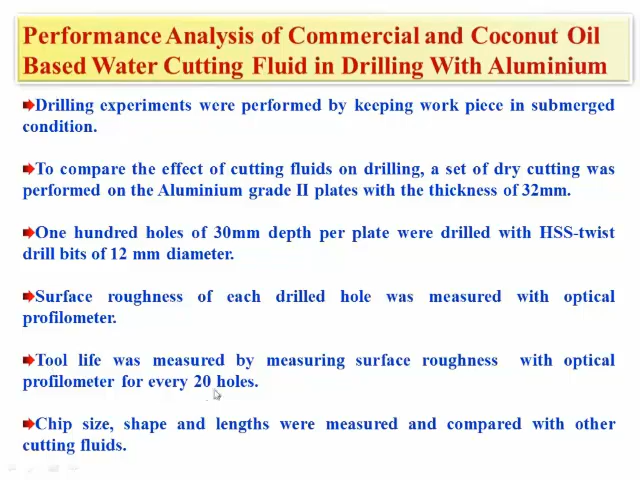 Performance Analysis of Commercial and Coconut Oil
Based Water Cutting Fluid in Drilling With Aluminium
Drilling experiments were performed by keeping work piece in submerged
condition.
To compare the effect of cutting fluids on drilling, a set of dry cutting was
performed on the Aluminium grade II plates with the thickness of 32mm.
One hundred holes of 30mm depth per plate were drilled with HSS-twist
drill bits of 12 mm diameter.
Surface roughness of each drilled hole was measured with optical
profilometer.
Tool life was measured by measuring surface roughness with optical
profilometer for every 20 holes.
Chip size, shape and lengths were measured and compared with other
cutting fluids.